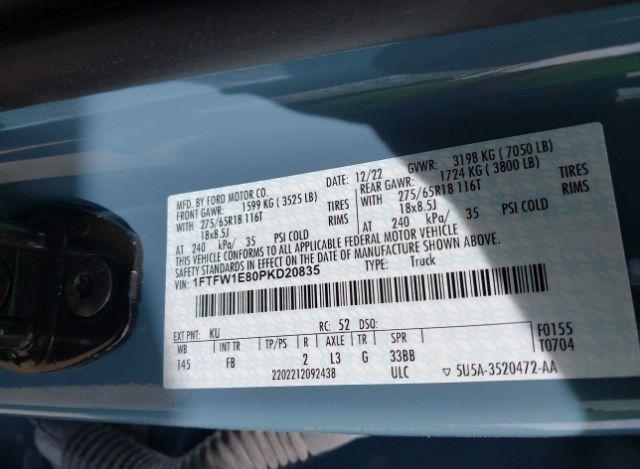 MFD. BY FORD MOTOR CO. DATE: 12/22 GVWR: 3198 KG ( 7050 LB)
FRONT GAWR: 1599 KG ( 3525 LB) REAR GAWR: 1724 KG ( 3800 LB)
WITH 275/65R18 116T TIRES WITH 275/65R18 116T TIRES
18x8.5J RIMS 18x8.5J RIMS
AT 240 kPa/ 35 PSI COLD AT 240 kPa/ 35 PSI COLD
THIS VEHICLE CONFORMS TO ALL APPLICABLE FEDERAL MOTOR VEHICLE
SAFETY STANDARDS IN EFFECT ON THE DATE OF MANUFACTURE SHOWN ABOVE.
VIN: 1FTFW1E80PKD20835 TYPE: Truck
EXT PNT: KU RC: 52 DSO: F0155
WB INT TR TP/PS R AXLE TR SPR T0704
145 FB 2 L3 G 33BB
2202212092438 ULC ▽ 5U5A-3520472-AA